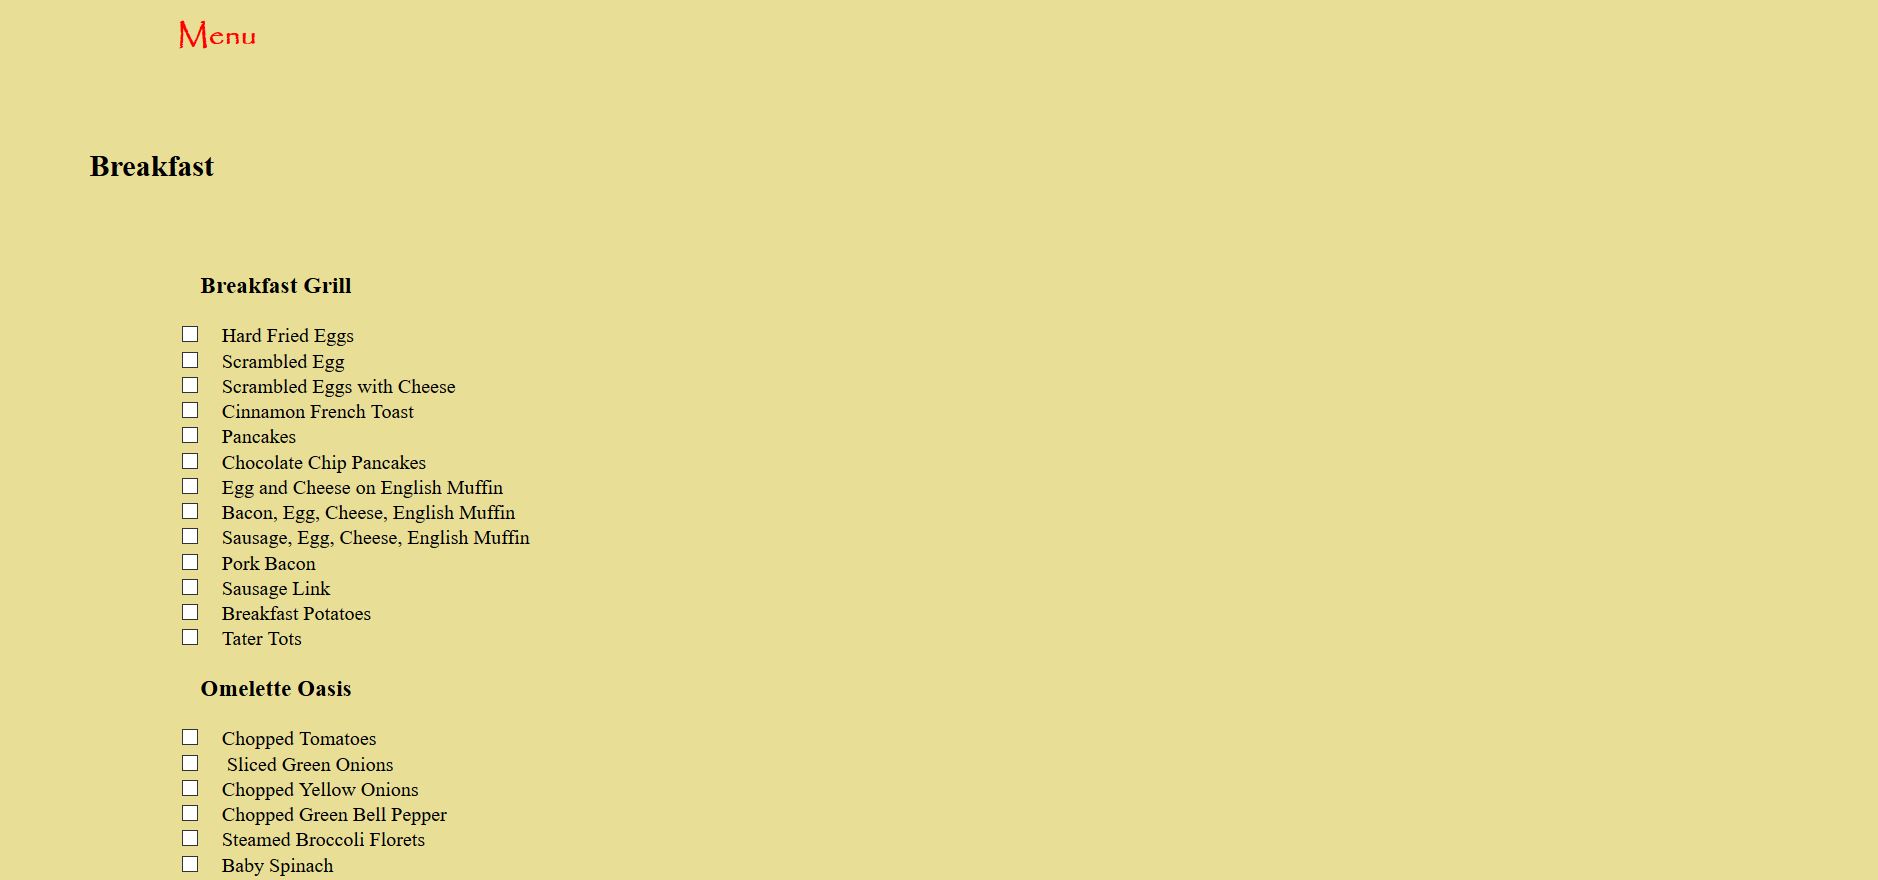 Menu
Breakfast
Breakfast Grill
Hard Fried Eggs
Scrambled Egg
Scrambled Eggs with Cheese
Cinnamon French Toast
Pancakes
Chocolate Chip Pancakes
Egg and Cheese on English Muffin
Bacon, Egg, Cheese, English Muffin
Sausage, Egg, Cheese, English Muffin
Pork Bacon
Sausage Link
Breakfast Potatoes
Tater Tots
Omelette Oasis
Chopped Tomatoes
Sliced Green Onions
Chopped Yellow Onions
Chopped Green Bell Pepper
Steamed Broccoli Florets
Baby Spinach